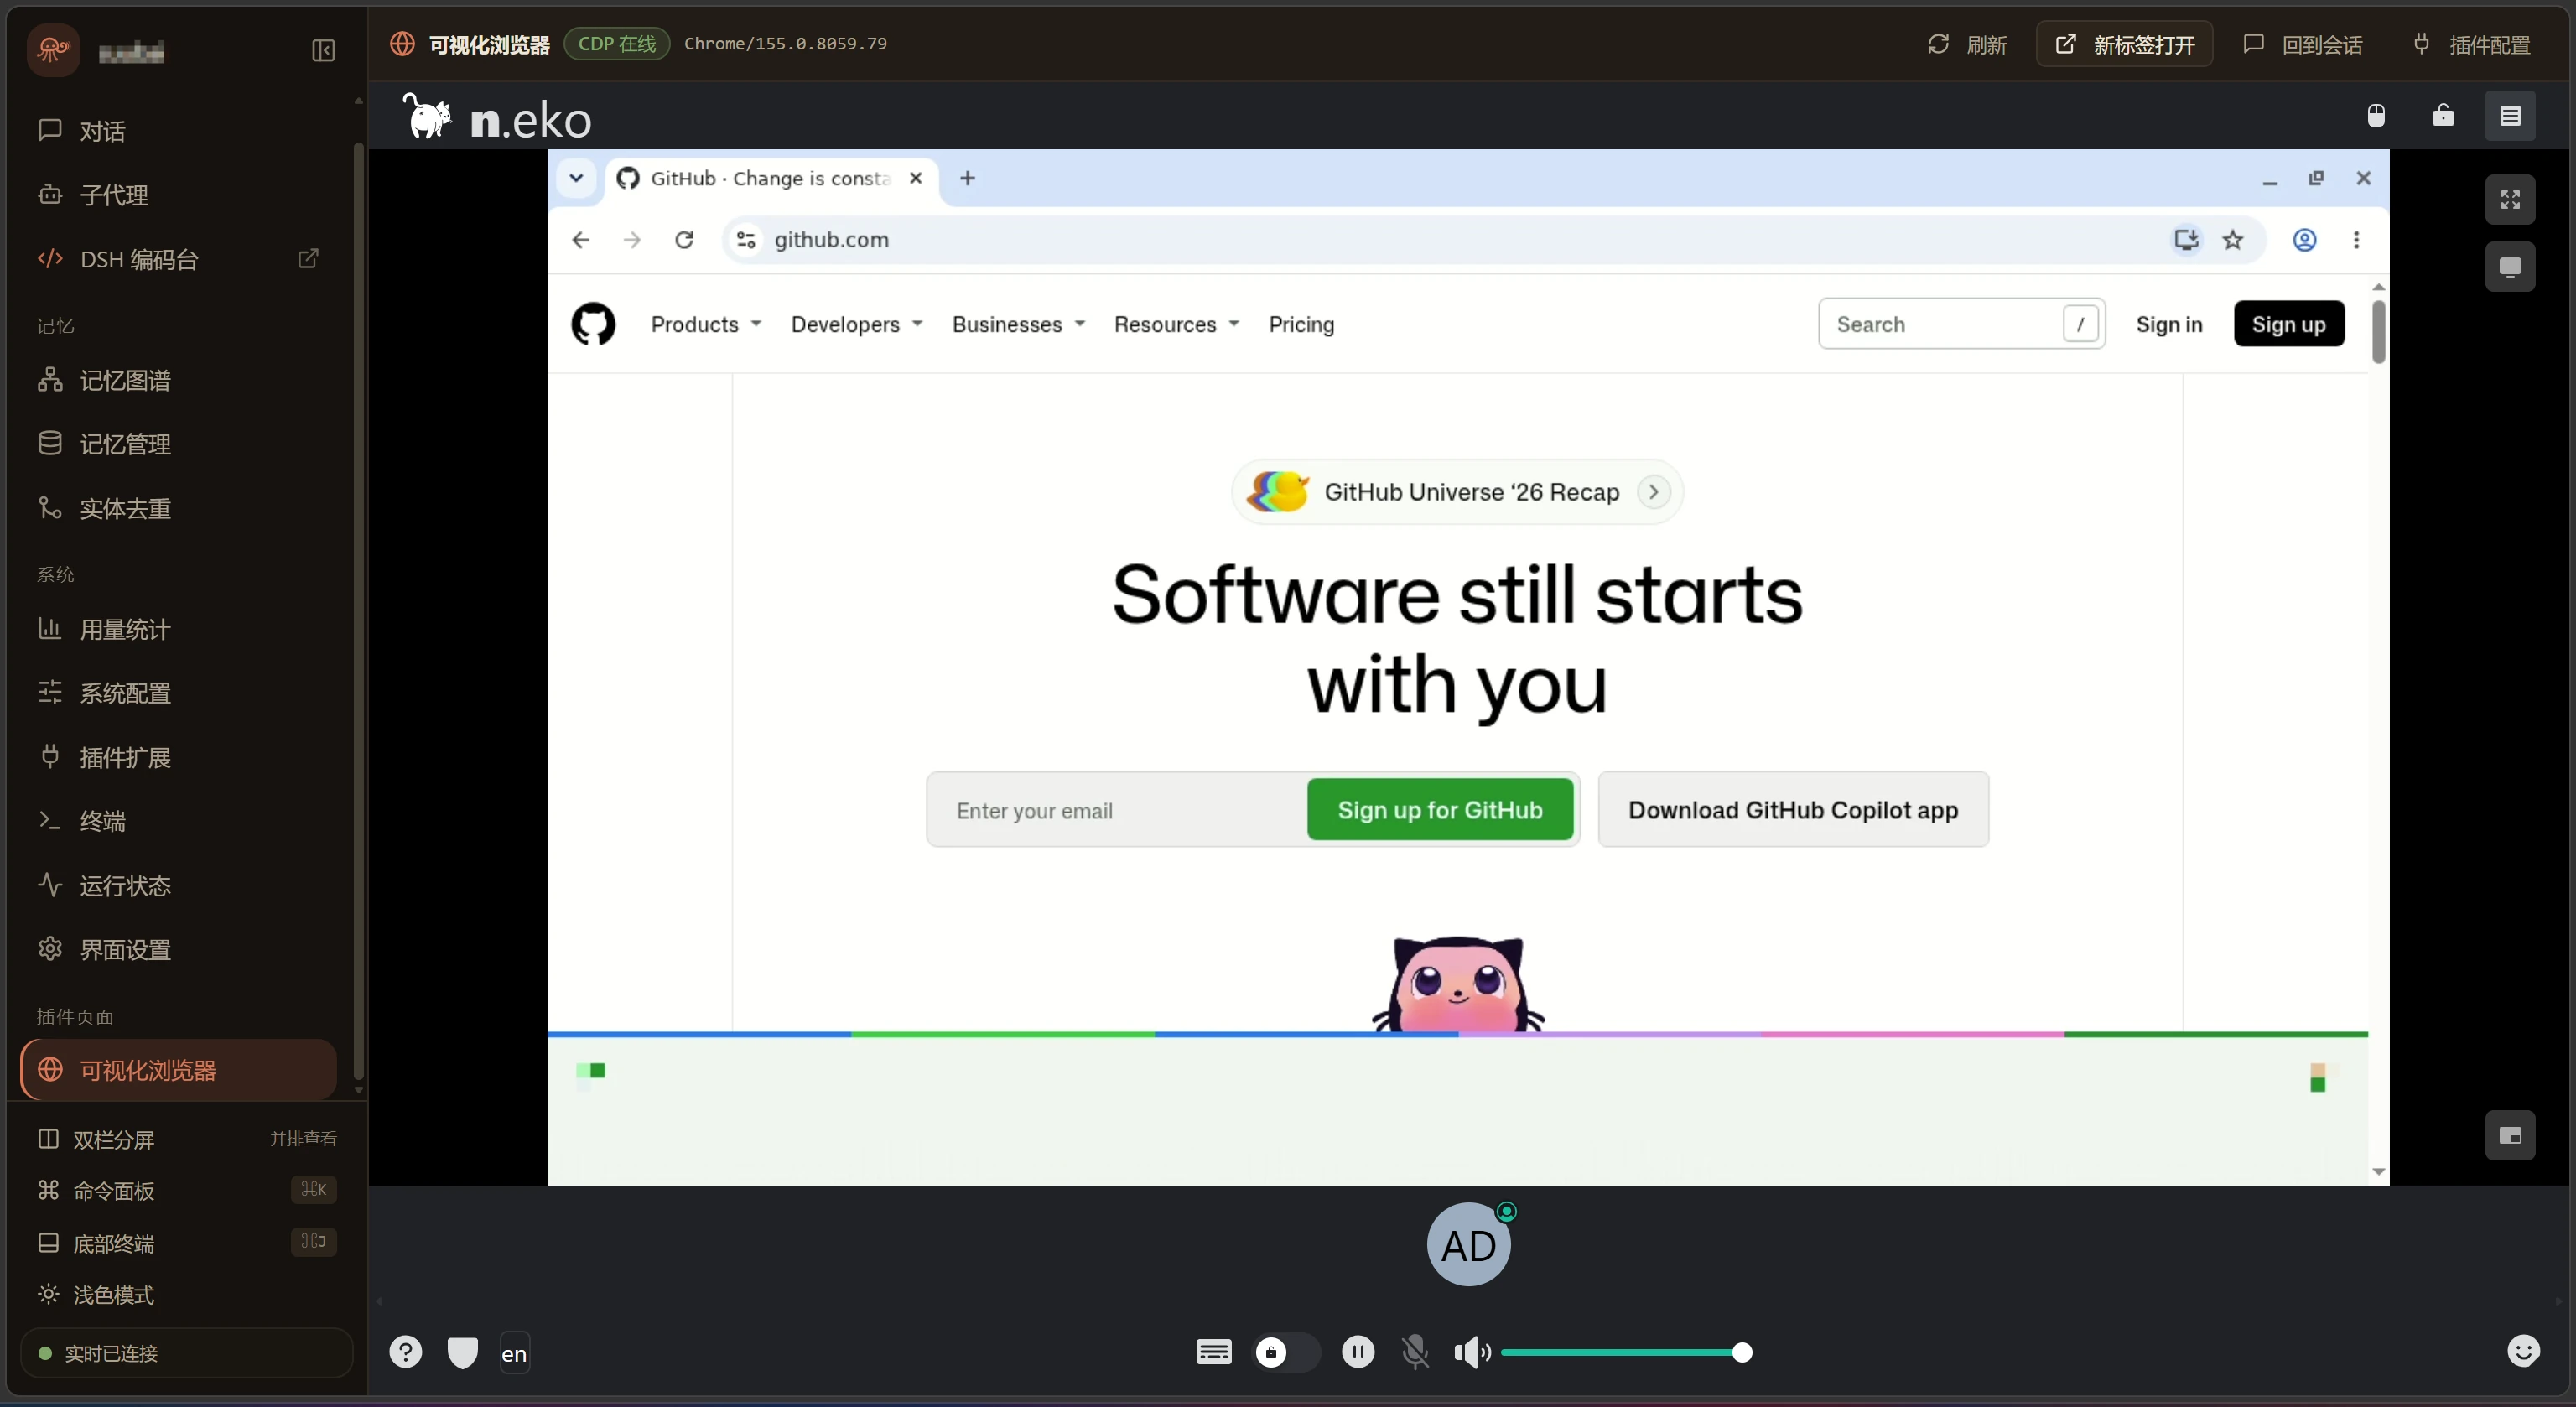 对话
子代理
DSH 编码台
记忆
记忆图谱
记忆管理
实体去重
系统
用量统计
系统配置
插件扩展
终端
运行状态
界面设置
插件页面
可视化浏览器
双栏分屏 并排查看
命令面板 ⌘K
底部终端 ⌘J
浅色模式
实时已连接
可视化浏览器 CDP 在线 Chrome/155.0.8059.79 刷新 新标签打开 回到会话 插件配置
n.eko
GitHub · Change is consta
github.com
Products Developers Businesses Resources Pricing Search / Sign in Sign up
GitHub Universe ‘26 Recap
Software still starts
with you
Enter your email Sign up for GitHub Download GitHub Copilot app
AD
en